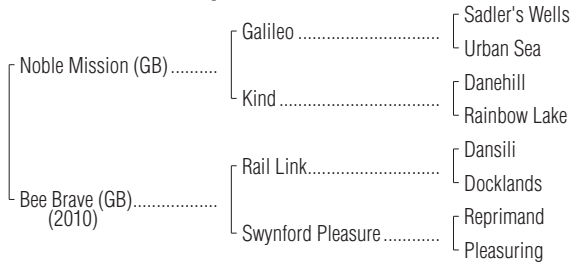 Sadler's Wells
Galileo ..............................
Urban Sea
Noble Mission (GB)..........
Danehill
Kind..................................
Rainbow Lake
Dansili
Rail Link............................
Docklands
Bee Brave (GB)..................
(2010)
Reprimand
Swynford Pleasure ............
Pleasuring